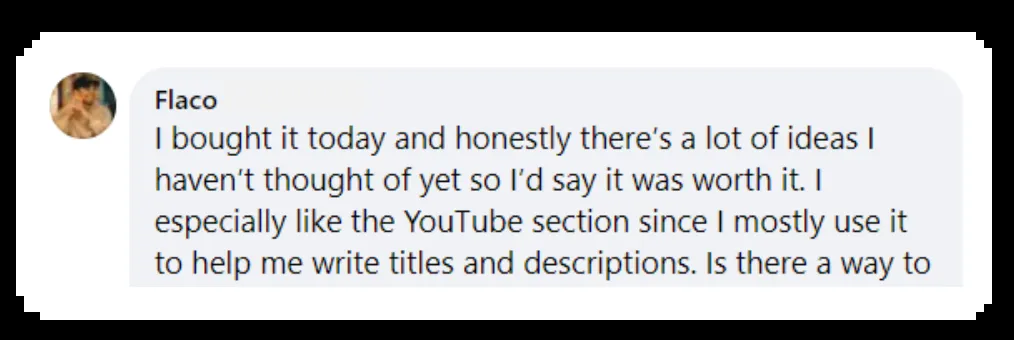 Flaco
I bought it today and honestly there's a lot of ideas I
haven't thought of yet so I'd say it was worth it. I
especially like the YouTube section since I mostly use it
to help me write titles and descriptions. Is there a way to